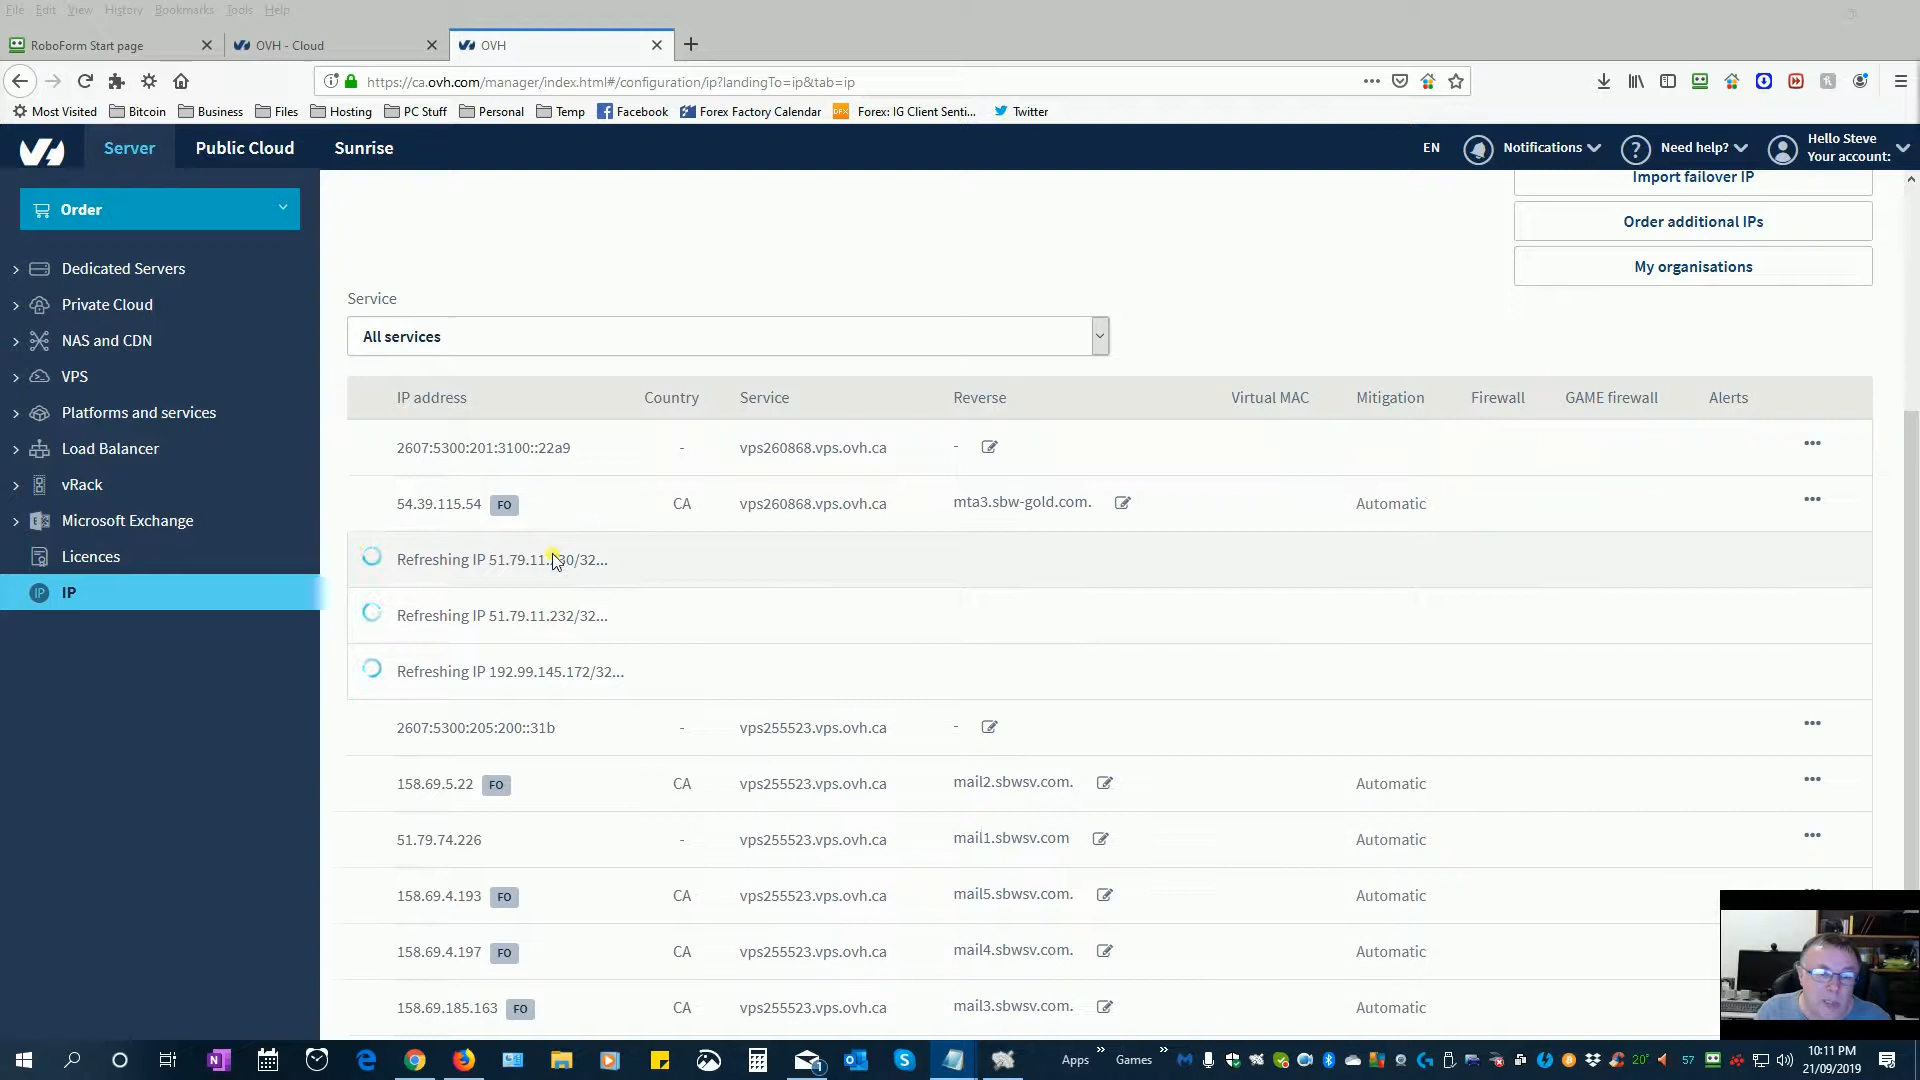 File Edit View History Bookmarks Tools Help
RoboForm Start page
OVH - Cloud
OVH
https://ca.ovh.com/manager/index.html#/configuration/ip?landingTo=ip&tab=ip
Most Visited Bitcoin Business Files Hosting PC Stuff Personal Temp Facebook Forex Factory Calendar Forex: IG Client Senti... Twitter
Server Public Cloud Sunrise
EN Notifications Need help? Hello Steve
Your account:
Order
Dedicated Servers
Private Cloud
NAS and CDN
VPS
Platforms and services
Load Balancer
vRack
Microsoft Exchange
Licences
IP
Import failover IP
Order additional IPs
My organisations
Service
All services
IP address Country Service Reverse Virtual MAC Mitigation Firewall GAME firewall Alerts
2607:5300:201:3100::22a9 - vps260868.vps.ovh.ca -
54.39.115.54 FO CA vps260868.vps.ovh.ca mta3.sbw-gold.com. Automatic
Refreshing IP
Refreshing IP 51.79.11.232/32...
Refreshing IP 192.99.145.172/32...
2607:5300:205:200::31b - vps255523.vps.ovh.ca -
158.69.5.22 FO CA vps255523.vps.ovh.ca mail2.sbwsv.com. Automatic
51.79.74.226 - vps255523.vps.ovh.ca mail1.sbwsv.com Automatic
158.69.4.193 FO CA vps255523.vps.ovh.ca mail5.sbwsv.com. Automatic
158.69.4.197 FO CA vps255523.vps.ovh.ca mail4.sbwsv.com. Automatic
158.69.185.163 FO CA vps255523.vps.ovh.ca mail3.sbwsv.com. Automatic
Apps » Games » 20° 57 10:11 PM
21/09/2019